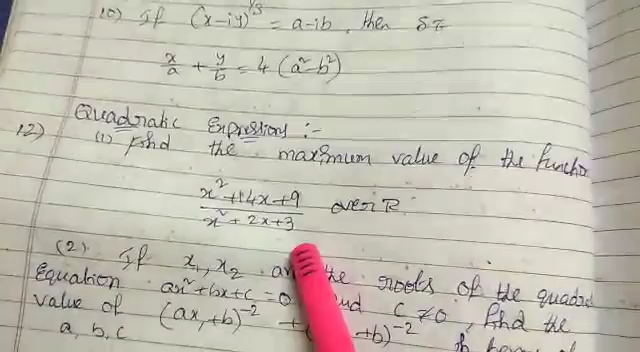 10) If (x-iy)^1/3 = a-ib, then ST
x/a + y/b = 4 (a²-b²)
12) Quadratic Expressions :-
(1) Find the maximum value of the function
x²+14x+9 / x²+2x+3 over R.
(2). If x₁, x₂ are the roots of the quadra
Equation ax²+bx+c=0 and c≠0, find the
value of (ax₁+b)⁻² + +b)⁻²
a, b, c